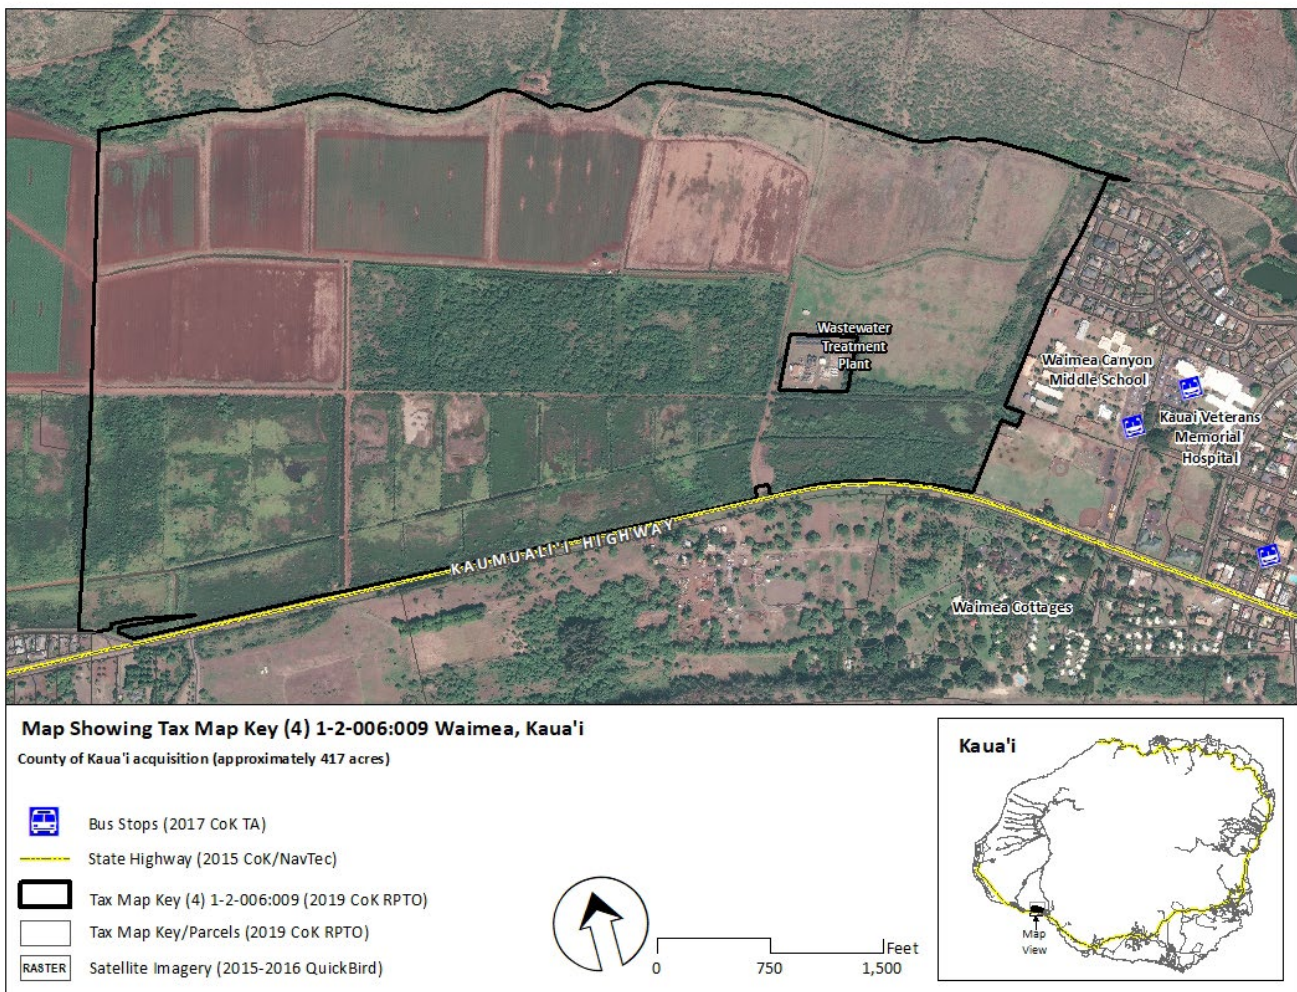 Wastewater
Treatment
Plant
Waimea Canyon
Middle School
Kauai Veterans
Memorial
Hospital
KAUMUALI'I HIGHWAY
Waimea Cottages
Map Showing Tax Map Key (4) 1-2-006:009 Waimea, Kaua'i
County of Kaua'i acquisition (approximately 417 acres)
Bus Stops (2017 CoK TA)
State Highway (2015 CoK/NavTec)
Tax Map Key (4) 1-2-006:009 (2019 CoK RPTO)
Tax Map Key/Parcels (2019 CoK RPTO)
RASTER Satellite Imagery (2015-2016 QuickBird)
Feet
0 750 1,500
Kaua'i
Map
View